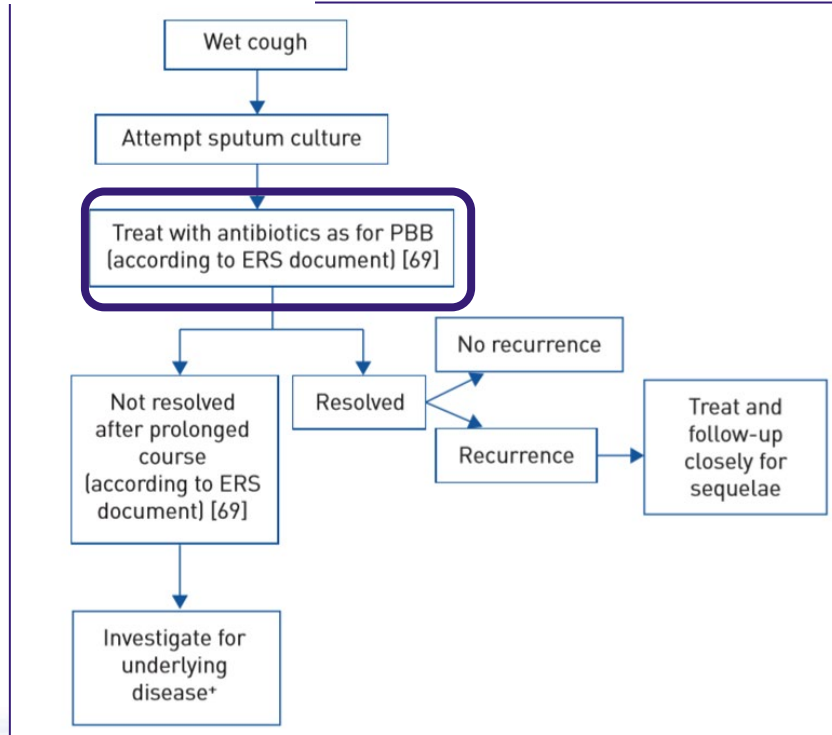 Wet cough
Attempt sputum culture
Treat with antibiotics as for PBB
(according to ERS document) [69]
No recurrence
Not resolved
after prolonged
course
(according to ERS
document) [69]
Resolved
Recurrence
Treat and
follow-up
closely for
sequelae
Investigate for
underlying
disease⁺